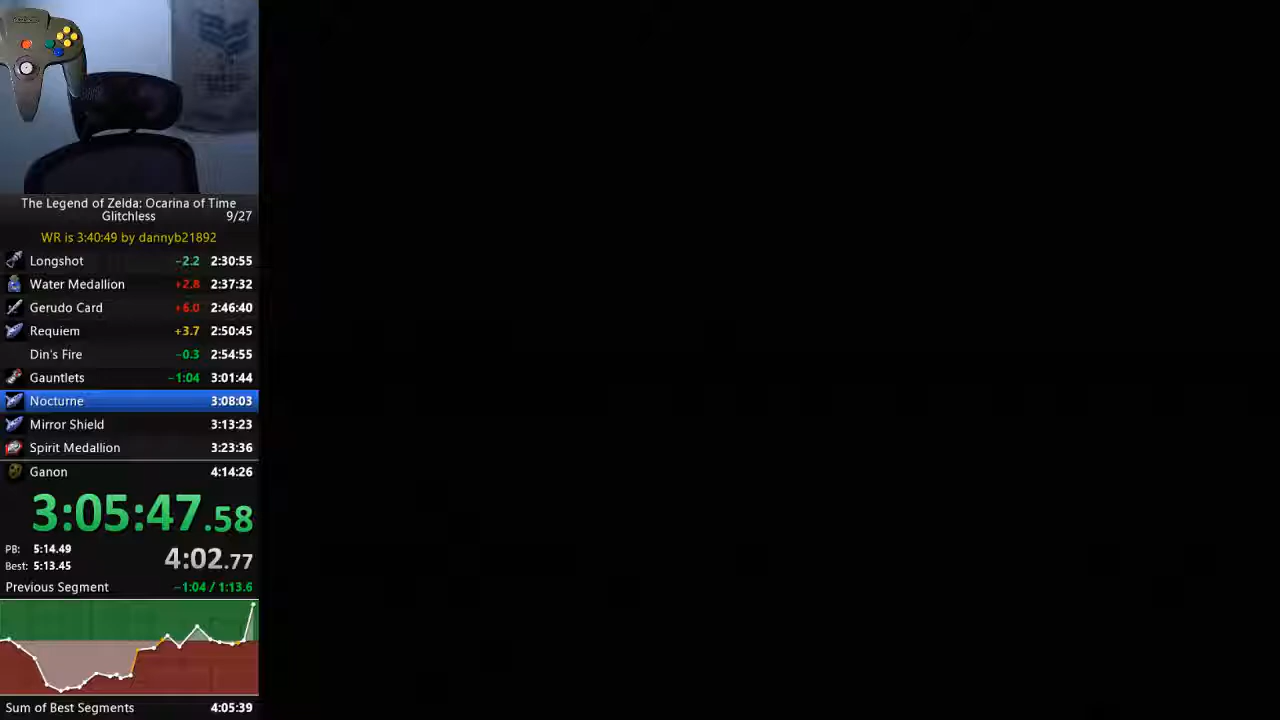 The Legend of Zelda: Ocarina of Time
Glitchless 9/27
WR is 3:40:49 by dannyb21892
Longshot -2.2 2:30:55
Water Medallion +2.8 2:37:32
Gerudo Card +6.0 2:46:40
Requiem +3.7 2:50:45
Din's Fire -0.3 2:54:55
Gauntlets -1:04 3:01:44
Nocturne 3:08:03
Mirror Shield 3:13:23
Spirit Medallion 3:23:36
Ganon 4:14:26
3:05:47.58
PB: 5:14.49
Best: 5:13.45
4:02.77
Previous Segment -1:04 / 1:13.6
Sum of Best Segments 4:05:39